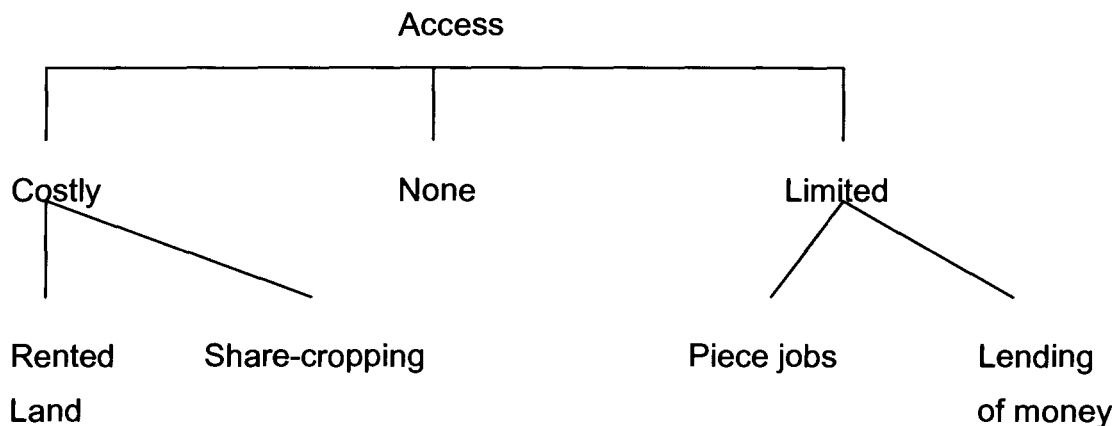 Access
Costly None Limited
Rented Share-cropping Piece jobs Lending
Land of money